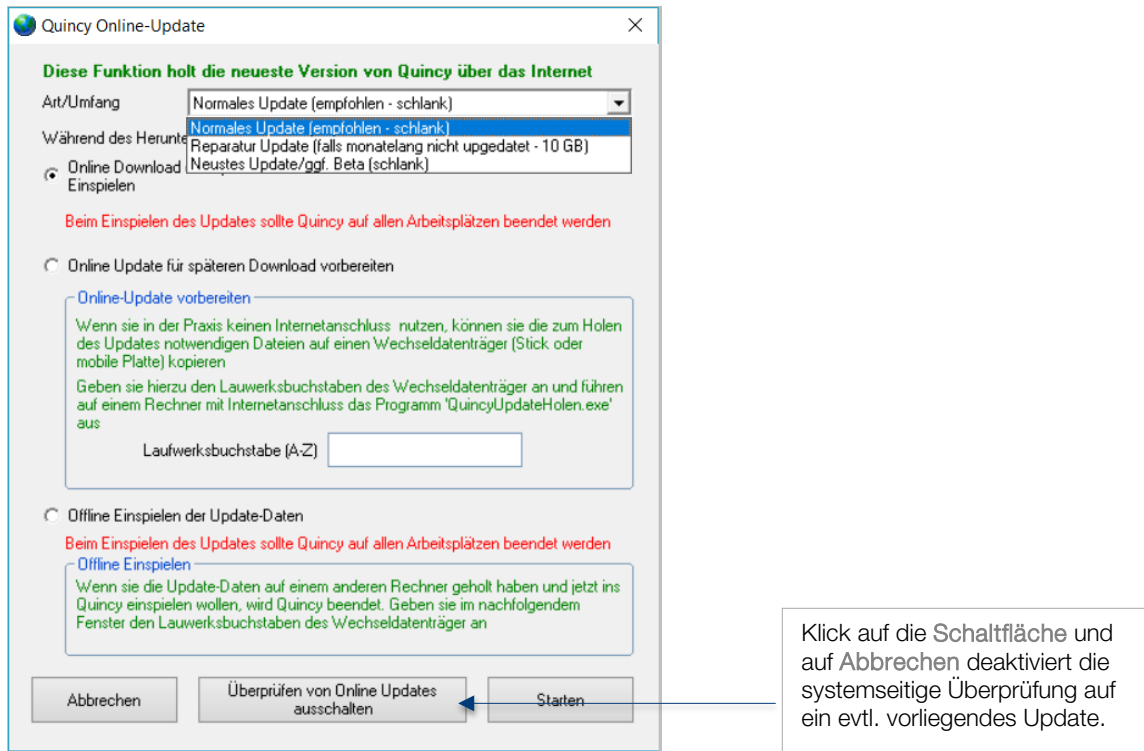 Quincy Online-Update
Diese Funktion holt die neueste Version von Quincy über das Internet
Art/Umfang
Normales Update (empfohlen - schlank)
Normales Update (empfohlen - schlank)
Reparatur Update (falls monatelang nicht upgedatet - 10 GB)
Neustes Update/ggf. Beta (schlank)
Während des Herunte
Online Download
Einspielen
Beim Einspielen des Updates sollte Quincy auf allen Arbeitsplätzen beendet werden
Online Update für späteren Download vorbereiten
Online-Update vorbereiten
Wenn sie in der Praxis keinen Internetanschluss nutzen, können sie die zum Holen
des Updates notwendigen Dateien auf einen Wechseldatenträger (Stick oder
mobile Platte) kopieren
Geben sie hierzu den Lauwerksbuchstaben des Wechseldatenträger an und führen
auf einem Rechner mit Internetanschluss das Programm 'QuincyUpdateHolen.exe'
aus
Laufwerksbuchstabe (A-Z)
Offline Einspielen der Update-Daten
Beim Einspielen des Updates sollte Quincy auf allen Arbeitsplätzen beendet werden
Offline Einspielen
Wenn sie die Update-Daten auf einem anderen Rechner geholt haben und jetzt ins
Quincy einspielen wollen, wird Quincy beendet. Geben sie im nachfolgendem
Fenster den Lauwerksbuchstaben des Wechseldatenträger an
Abbrechen
Überprüfen von Online Updates
ausschalten
Starten
Klick auf die Schaltfläche und
auf Abbrechen deaktiviert die
systemseitige Überprüfung auf
ein evtl. vorliegendes Update.